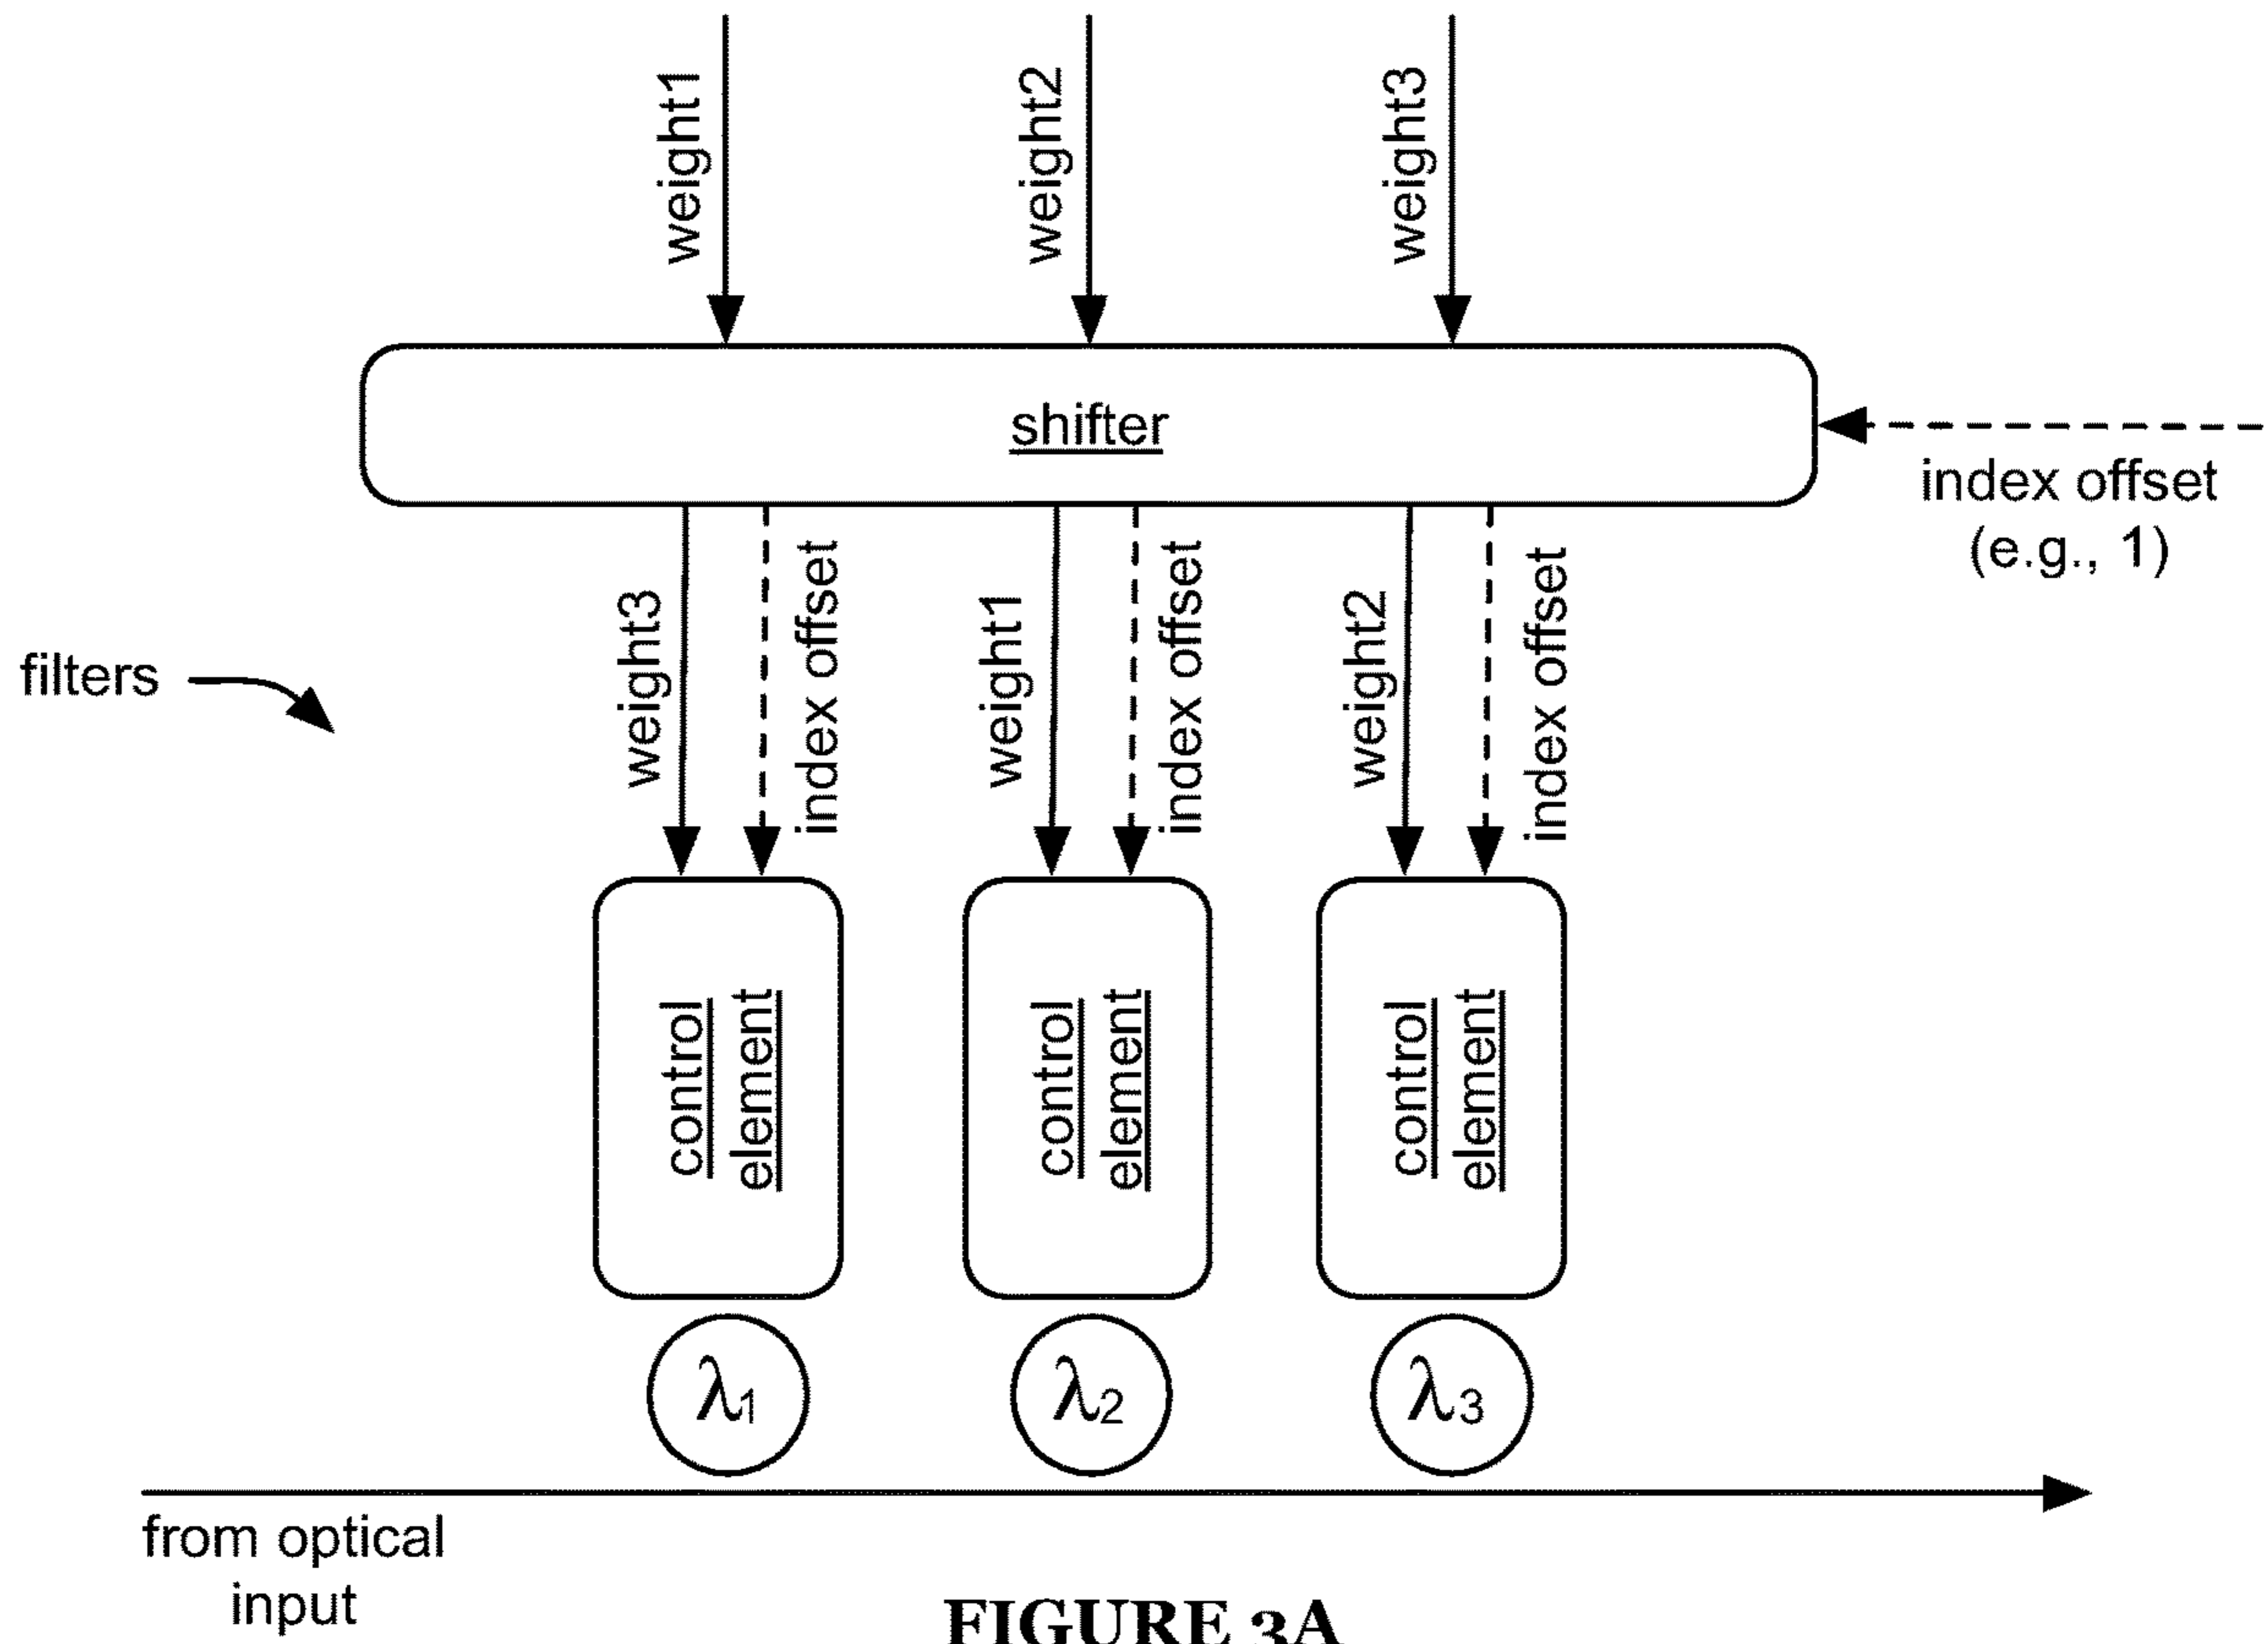 weight1
weight2
weight3
shifter
index offset
(e.g., 1)
filters
weight3
index offset
weight1
index offset
weight2
index offset
control
element
control
element
control
element
λ1
λ2
λ3
from optical
input
FIGURE 3A